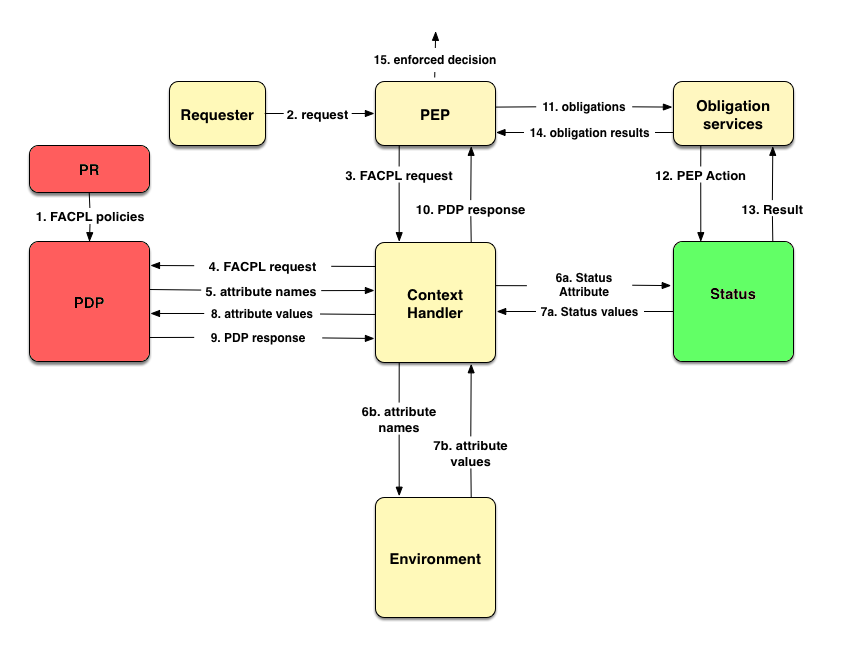 15. enforced decision
Requester
2. request
PEP
11. obligations
14. obligation results
Obligation
services
PR
1. FACPL policies
3. FACPL request
10. PDP response
12. PEP Action
13. Result
PDP
4. FACPL request
5. attribute names
8. attribute values
9. PDP response
Context
Handler
6a. Status
Attribute
7a. Status values
Status
6b. attribute
names
7b. attribute
values
Environment